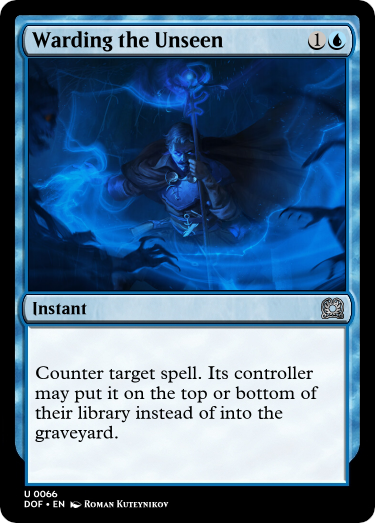 Warding the Unseen 1
Instant
Counter target spell. Its controller
may put it on the top or bottom of
their library instead of into the
graveyard.
U 0066
DOF • EN Roman Kuteynikov